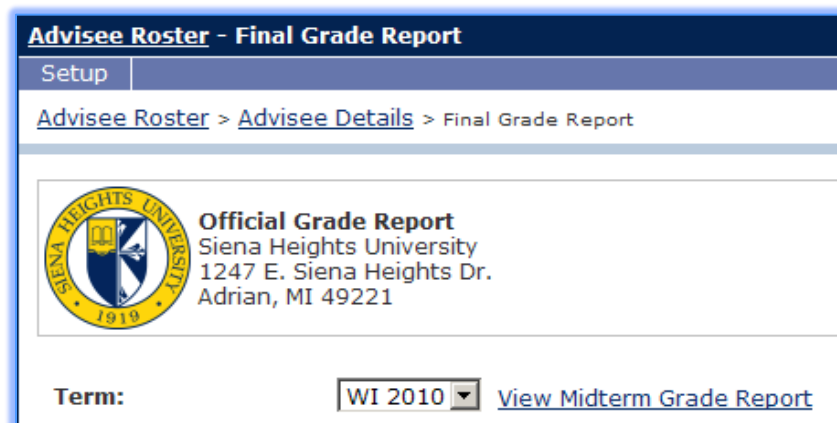 Advisee Roster - Final Grade Report
Setup
Advisee Roster > Advisee Details > Final Grade Report
SIENA HEIGHTS UNIVERSITY
1919
Official Grade Report
Siena Heights University
1247 E. Siena Heights Dr.
Adrian, MI 49221
Term: WI 2010 View Midterm Grade Report